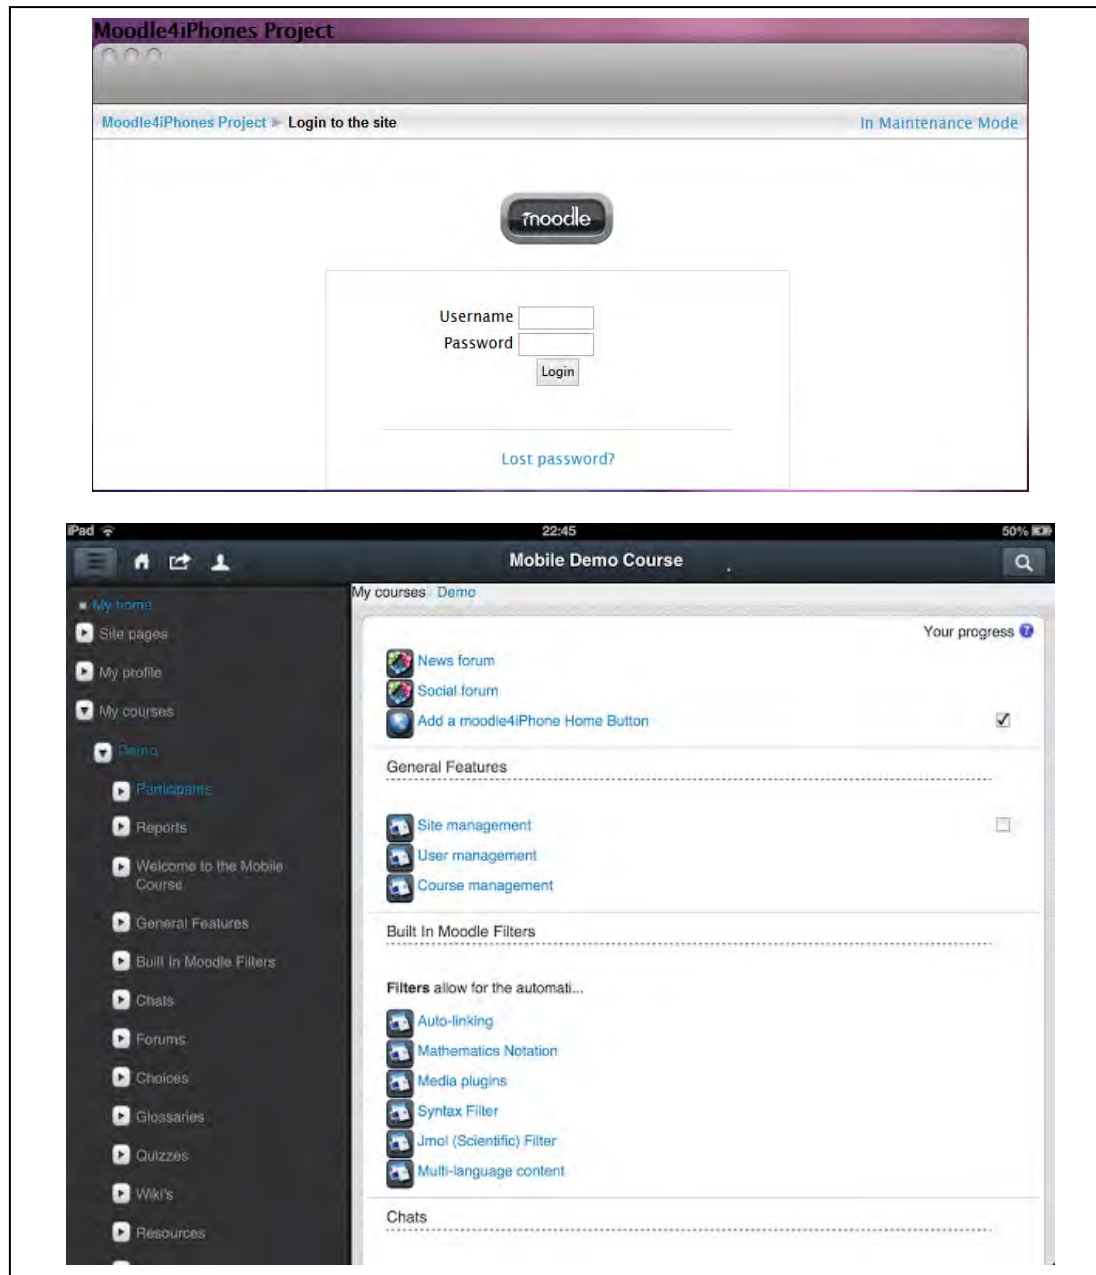 Moodle4iPhones Project
Moodle4iPhones Project ► Login to the site
In Maintenance Mode
moodle
Username
Password
Login
Lost password?
iPad
22:45
50%
Mobile Demo Course
My home
Site pages
My profile
My courses
Demo
Participants
Reports
Welcome to the Mobile
Course
General Features
Built In Moodle Filters
Chats
Forums
Choices
Glossaries
Quizzes
Wiki's
Resources
My courses Demo
Your progress
News forum
Social forum
Add a moodle4iPhone Home Button
General Features
Site management
User management
Course management
Built In Moodle Filters
Filters allow for the automati...
Auto-linking
Mathematics Notation
Media plugins
Syntax Filter
Jmol (Scientific) Filter
Multi-language content
Chats